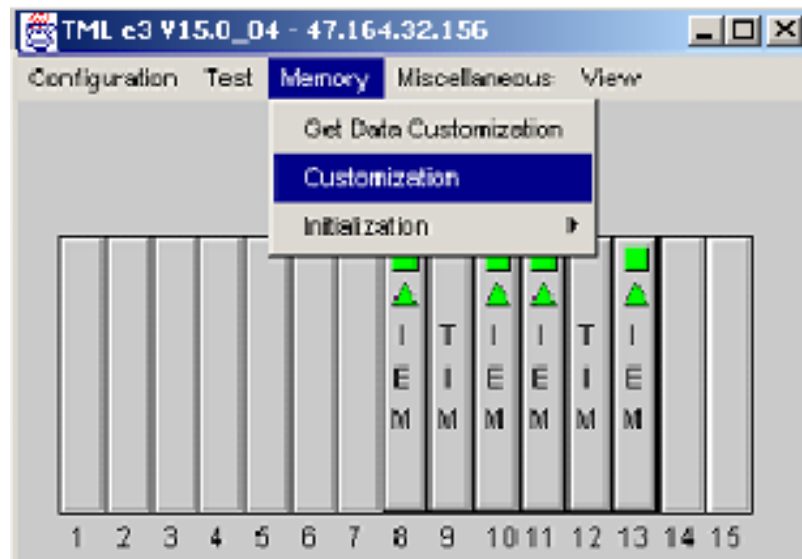 TML c3 V15.0_04 - 47.164.32.156
Configuration Test Memory Miscellaneous View
Get Data Customization
Customization
Initialization
I T I I T I
E I E E I E
M M M M M M
1 2 3 4 5 6 7 8 9 10 11 12 13 14 15